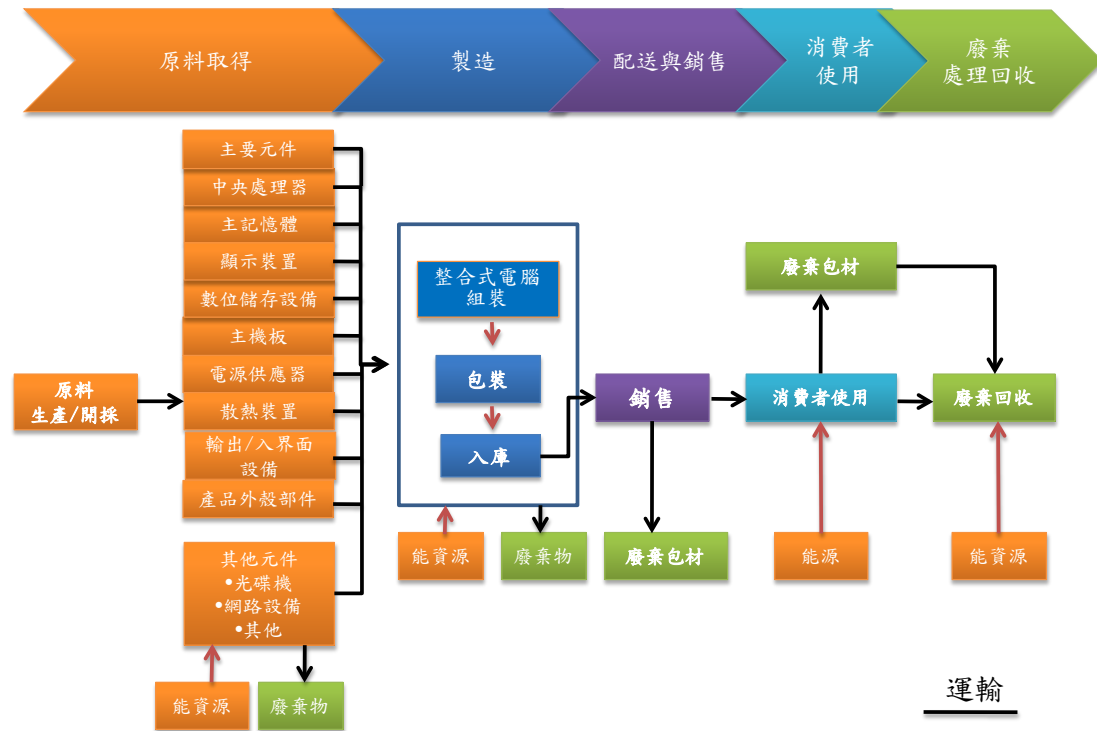 原料取得
製造
配送與銷售
消費者
使用
廢棄
處理回收
主要元件
中央處理器
主記憶體
顯示裝置
數位儲存設備
主機板
電源供應器
散熱裝置
輸出/入界面
設備
產品外殼部件
其他元件
•光碟機
•網路設備
•其他
原料
生產/開採
能資源
廢棄物
整合式電腦
組裝
包裝
入庫
能資源
廢棄物
銷售
廢棄包材
廢棄包材
消費者使用
能源
廢棄回收
能資源
運輸